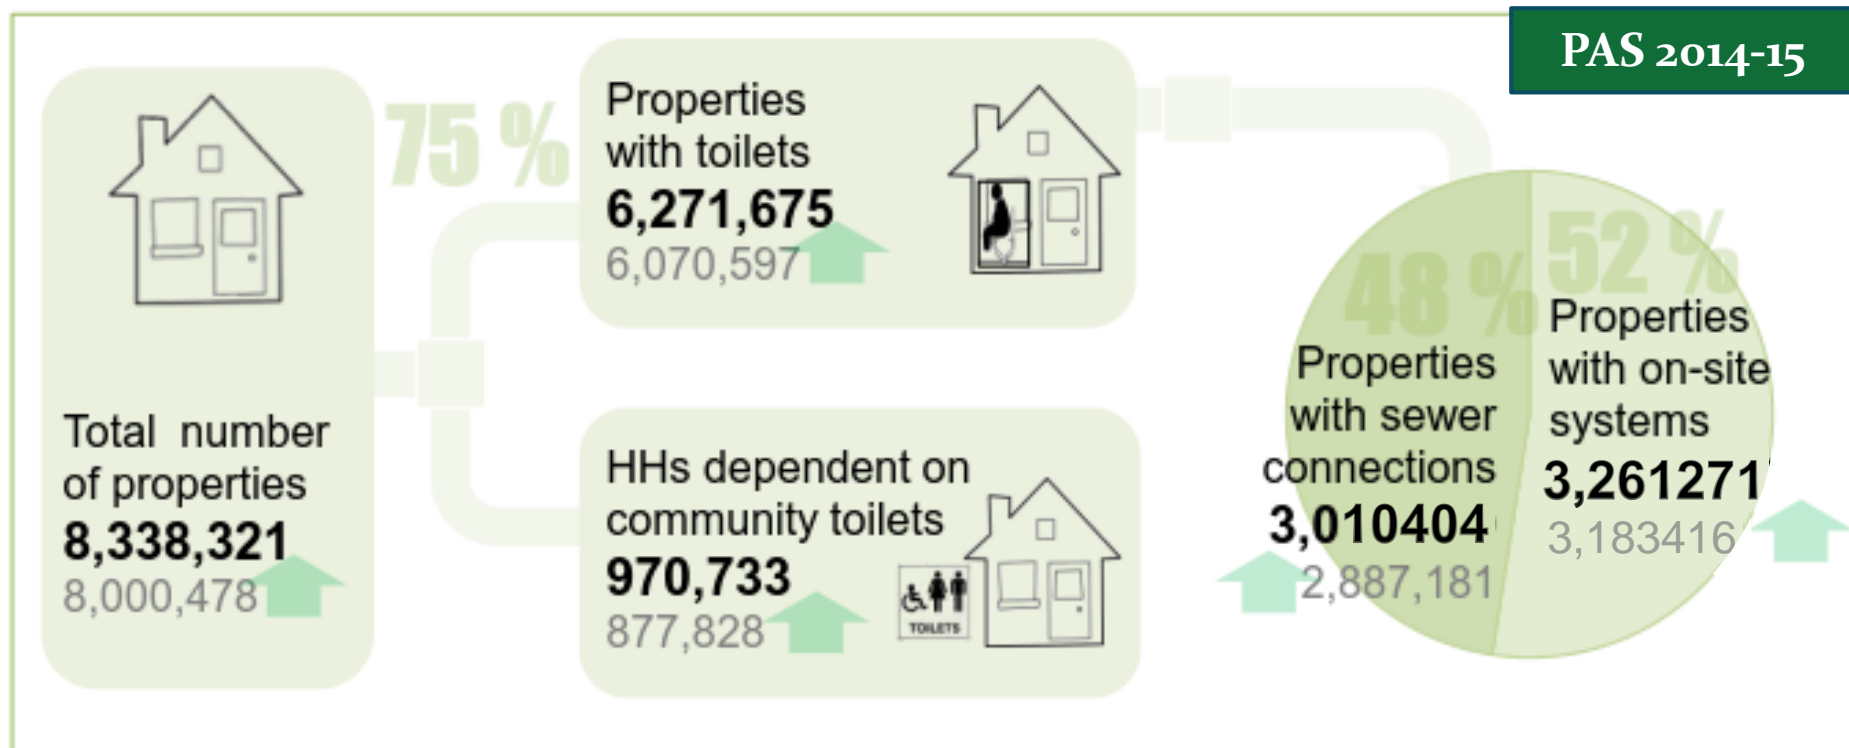 PAS 2014-15
75 %
Total number
of properties
8,338,321
8,000,478
Properties
with toilets
6,271,675
6,070,597
HHs dependent on
community toilets
970,733
877,828
TOILETS
48 %
Properties
with sewer
connections
3,010404
2,887,181
52 %
Properties
with on-site
systems
3,261271
3,183416